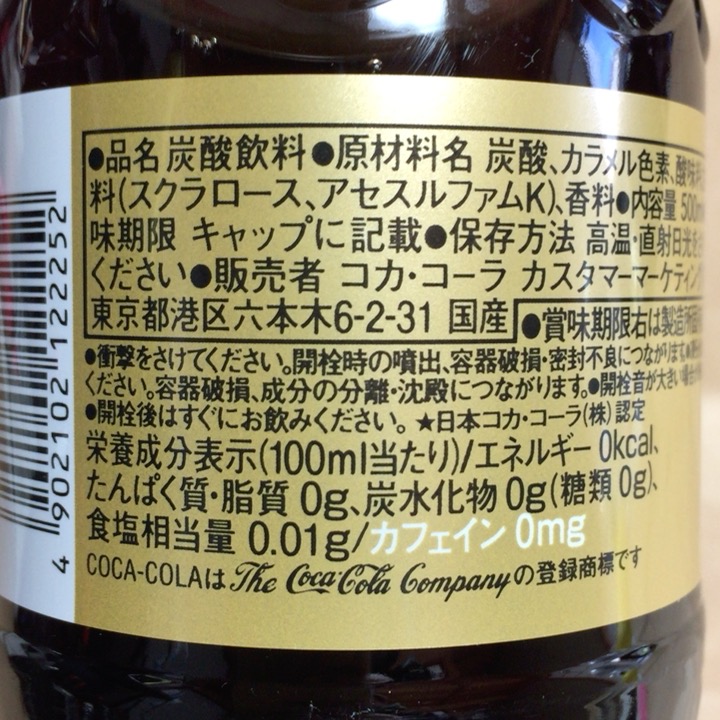 ●品名 炭酸飲料●原材料名 炭酸、カラメル色素、酸味料
料(スクラロース、アセスルファムK)、香料●内容量 500m
味期限 キャップに記載●保存方法 高温・直射日光を
ください●販売者 コカ・コーラ カスタマーマーケティング
東京都港区六本木6-2-31 国産
●賞味期限右は製造所
●衝撃をさけてください。開栓時の噴出、容器破損・密封不良につながります。
ください。容器破損、成分の分離・沈殿につながります。●開栓音が大きい場合
●開栓後はすぐにお飲みください。 ★日本コカ・コーラ(株) 認定
栄養成分表示(100ml当たり)/エネルギー 0kcal、
たんぱく質・脂質 0g、炭水化物 0g(糖類 0g)、
食塩相当量 0.01g/カフェイン 0mg
COCA-COLAは The Coca-Cola Company の登録商標です
4 902102 122252